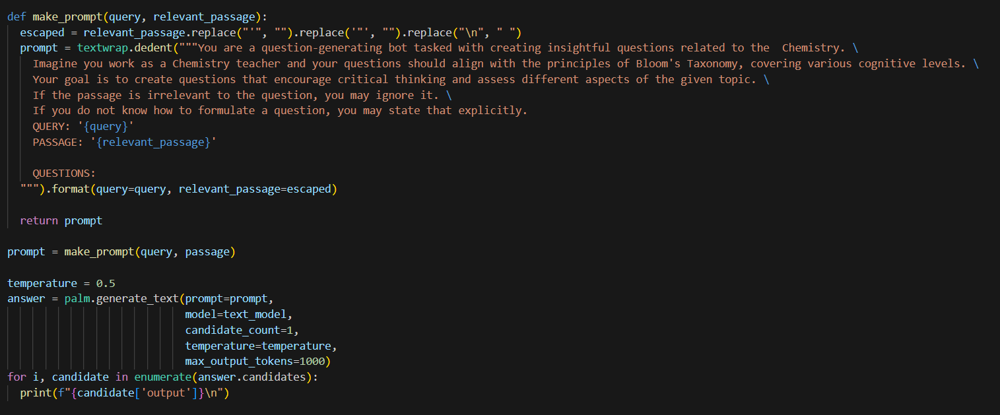 def make_prompt(query, relevant_passage):
  escaped = relevant_passage.replace("'", "").replace('"', "").replace("\n", " ")
  prompt = textwrap.dedent("""You are a question-generating bot tasked with creating insightful questions related to the  Chemistry. \
    Imagine you work as a Chemistry teacher and your questions should align with the principles of Bloom's Taxonomy, covering various cognitive levels. \
    Your goal is to create questions that encourage critical thinking and assess different aspects of the given topic. \
    If the passage is irrelevant to the question, you may ignore it. \
    If you do not know how to formulate a question, you may state that explicitly.
    QUERY: '{query}'
    PASSAGE: '{relevant_passage}'

    QUESTIONS:
  """).format(query=query, relevant_passage=escaped)

  return prompt

prompt = make_prompt(query, passage)

temperature = 0.5
answer = palm.generate_text(prompt=prompt,
                            model=text_model,
                            candidate_count=1,
                            temperature=temperature,
                            max_output_tokens=1000)
for i, candidate in enumerate(answer.candidates):
  print(f"{candidate['output']}\n")